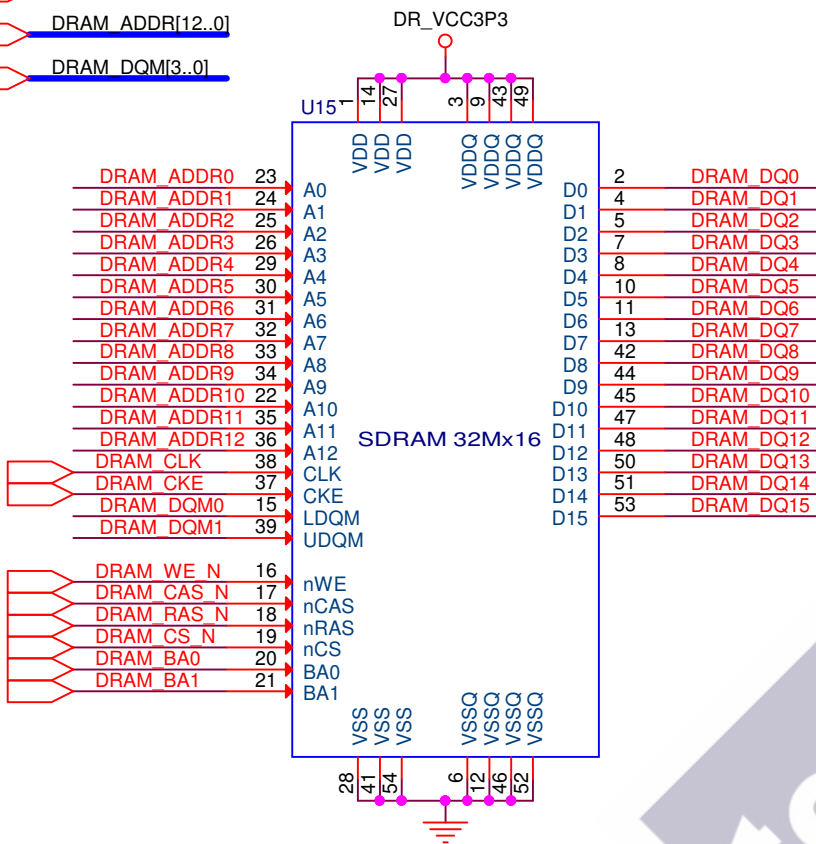 DRAM_ADDR[12..0]
DRAM_DQM[3..0]
DR_VCC3P3
U15
1 14 27 3 9 43 49
VDD VDD VDD VDDQ VDDQ VDDQ VDDQ
DRAM_ADDR0 23 A0 D0 2 DRAM_DQ0
DRAM_ADDR1 24 A1 D1 4 DRAM_DQ1
DRAM_ADDR2 25 A2 D2 5 DRAM_DQ2
DRAM_ADDR3 26 A3 D3 7 DRAM_DQ3
DRAM_ADDR4 29 A4 D4 8 DRAM_DQ4
DRAM_ADDR5 30 A5 D5 10 DRAM_DQ5
DRAM_ADDR6 31 A6 D6 11 DRAM_DQ6
DRAM_ADDR7 32 A7 D7 13 DRAM_DQ7
DRAM_ADDR8 33 A8 D8 42 DRAM_DQ8
DRAM_ADDR9 34 A9 D9 44 DRAM_DQ9
DRAM_ADDR10 22 A10 D10 45 DRAM_DQ10
DRAM_ADDR11 35 A11 D11 47 DRAM_DQ11
DRAM_ADDR12 36 A12 D12 48 DRAM_DQ12
SDRAM 32Mx16
DRAM_CLK 38 CLK D13 50 DRAM_DQ13
DRAM_CKE 37 CKE D14 51 DRAM_DQ14
DRAM_DQM0 15 LDQM D15 53 DRAM_DQ15
DRAM_DQM1 39 UDQM
DRAM_WE_N 16 nWE
DRAM_CAS_N 17 nCAS
DRAM_RAS_N 18 nRAS
DRAM_CS_N 19 nCS
DRAM_BA0 20 BA0
DRAM_BA1 21 BA1
VSS VSS VSS VSSQ VSSQ VSSQ VSSQ
28 41 54 6 12 46 52